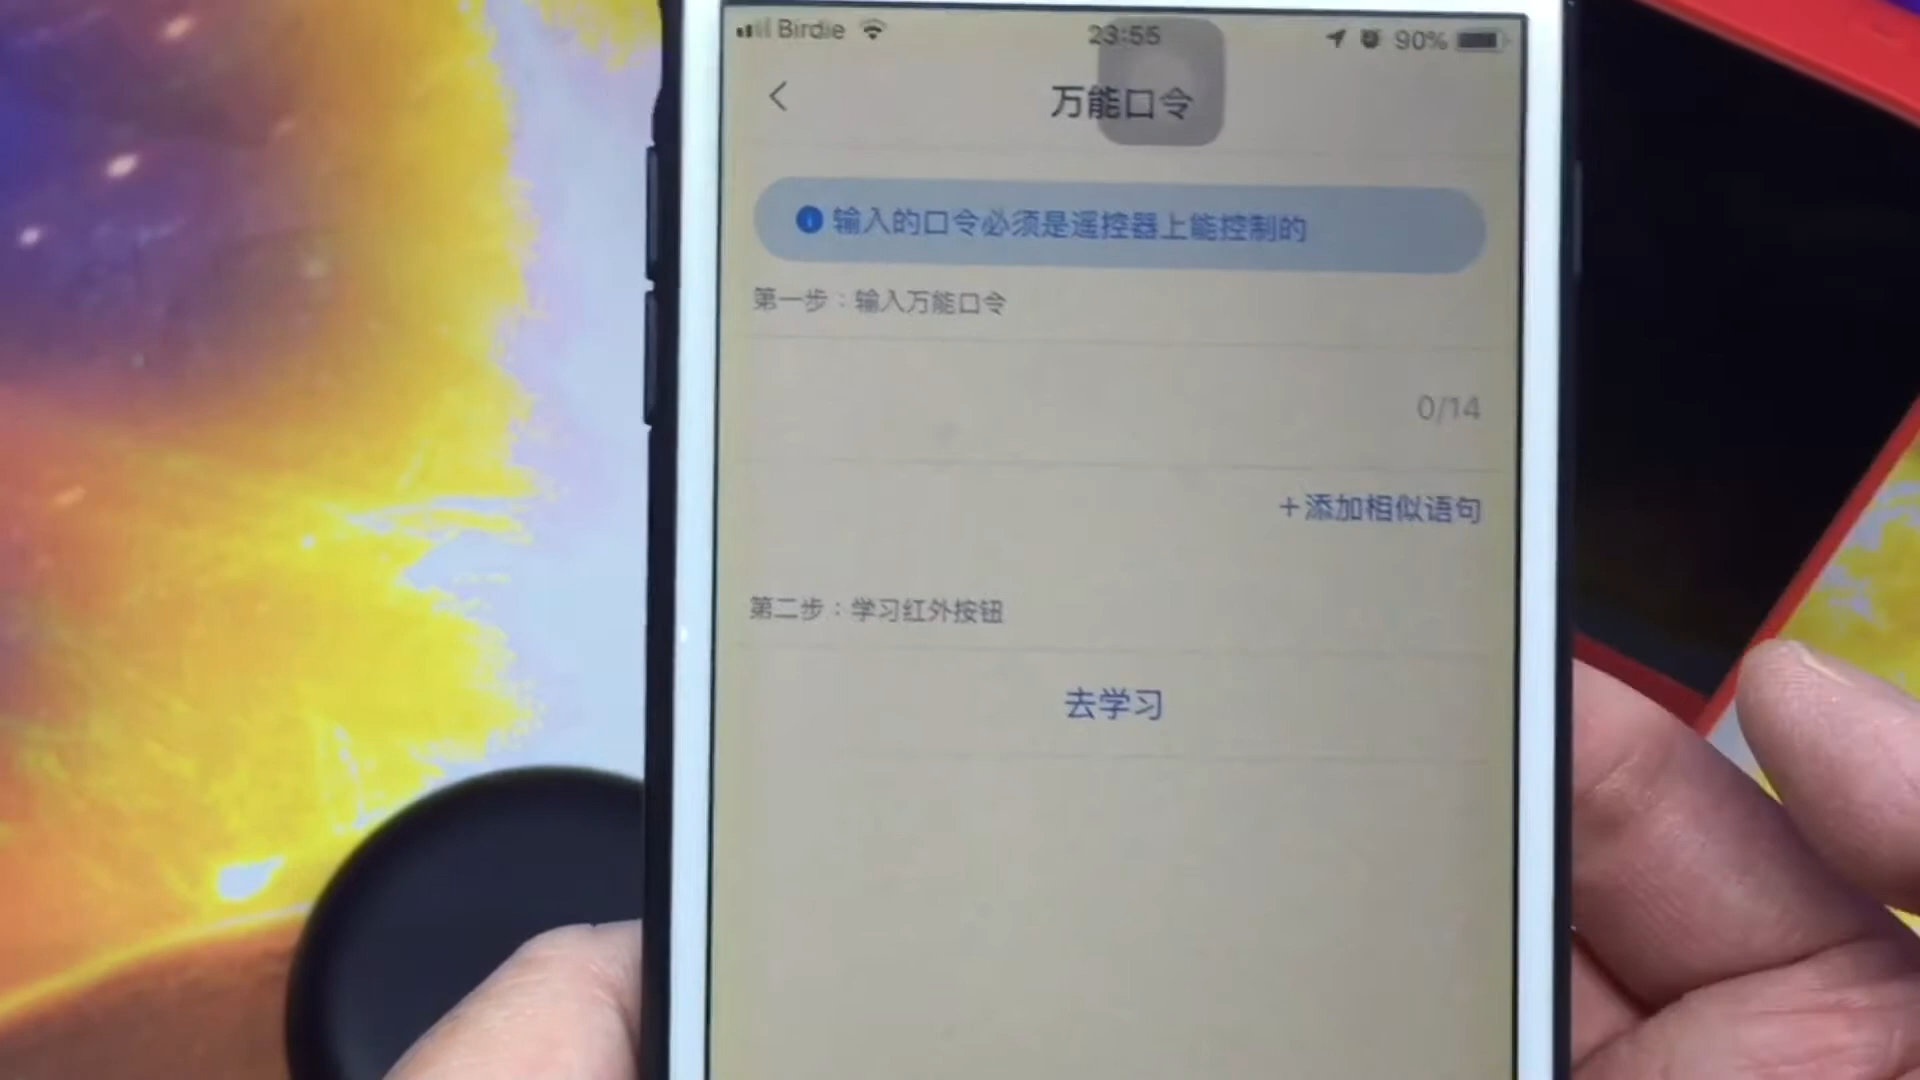 Birdie 23:55 90%
万能口令
输入的口令必须是遥控器上能控制的
第一步：输入万能口令
0/14
+添加相似语句
第二步：学习红外按钮
去学习